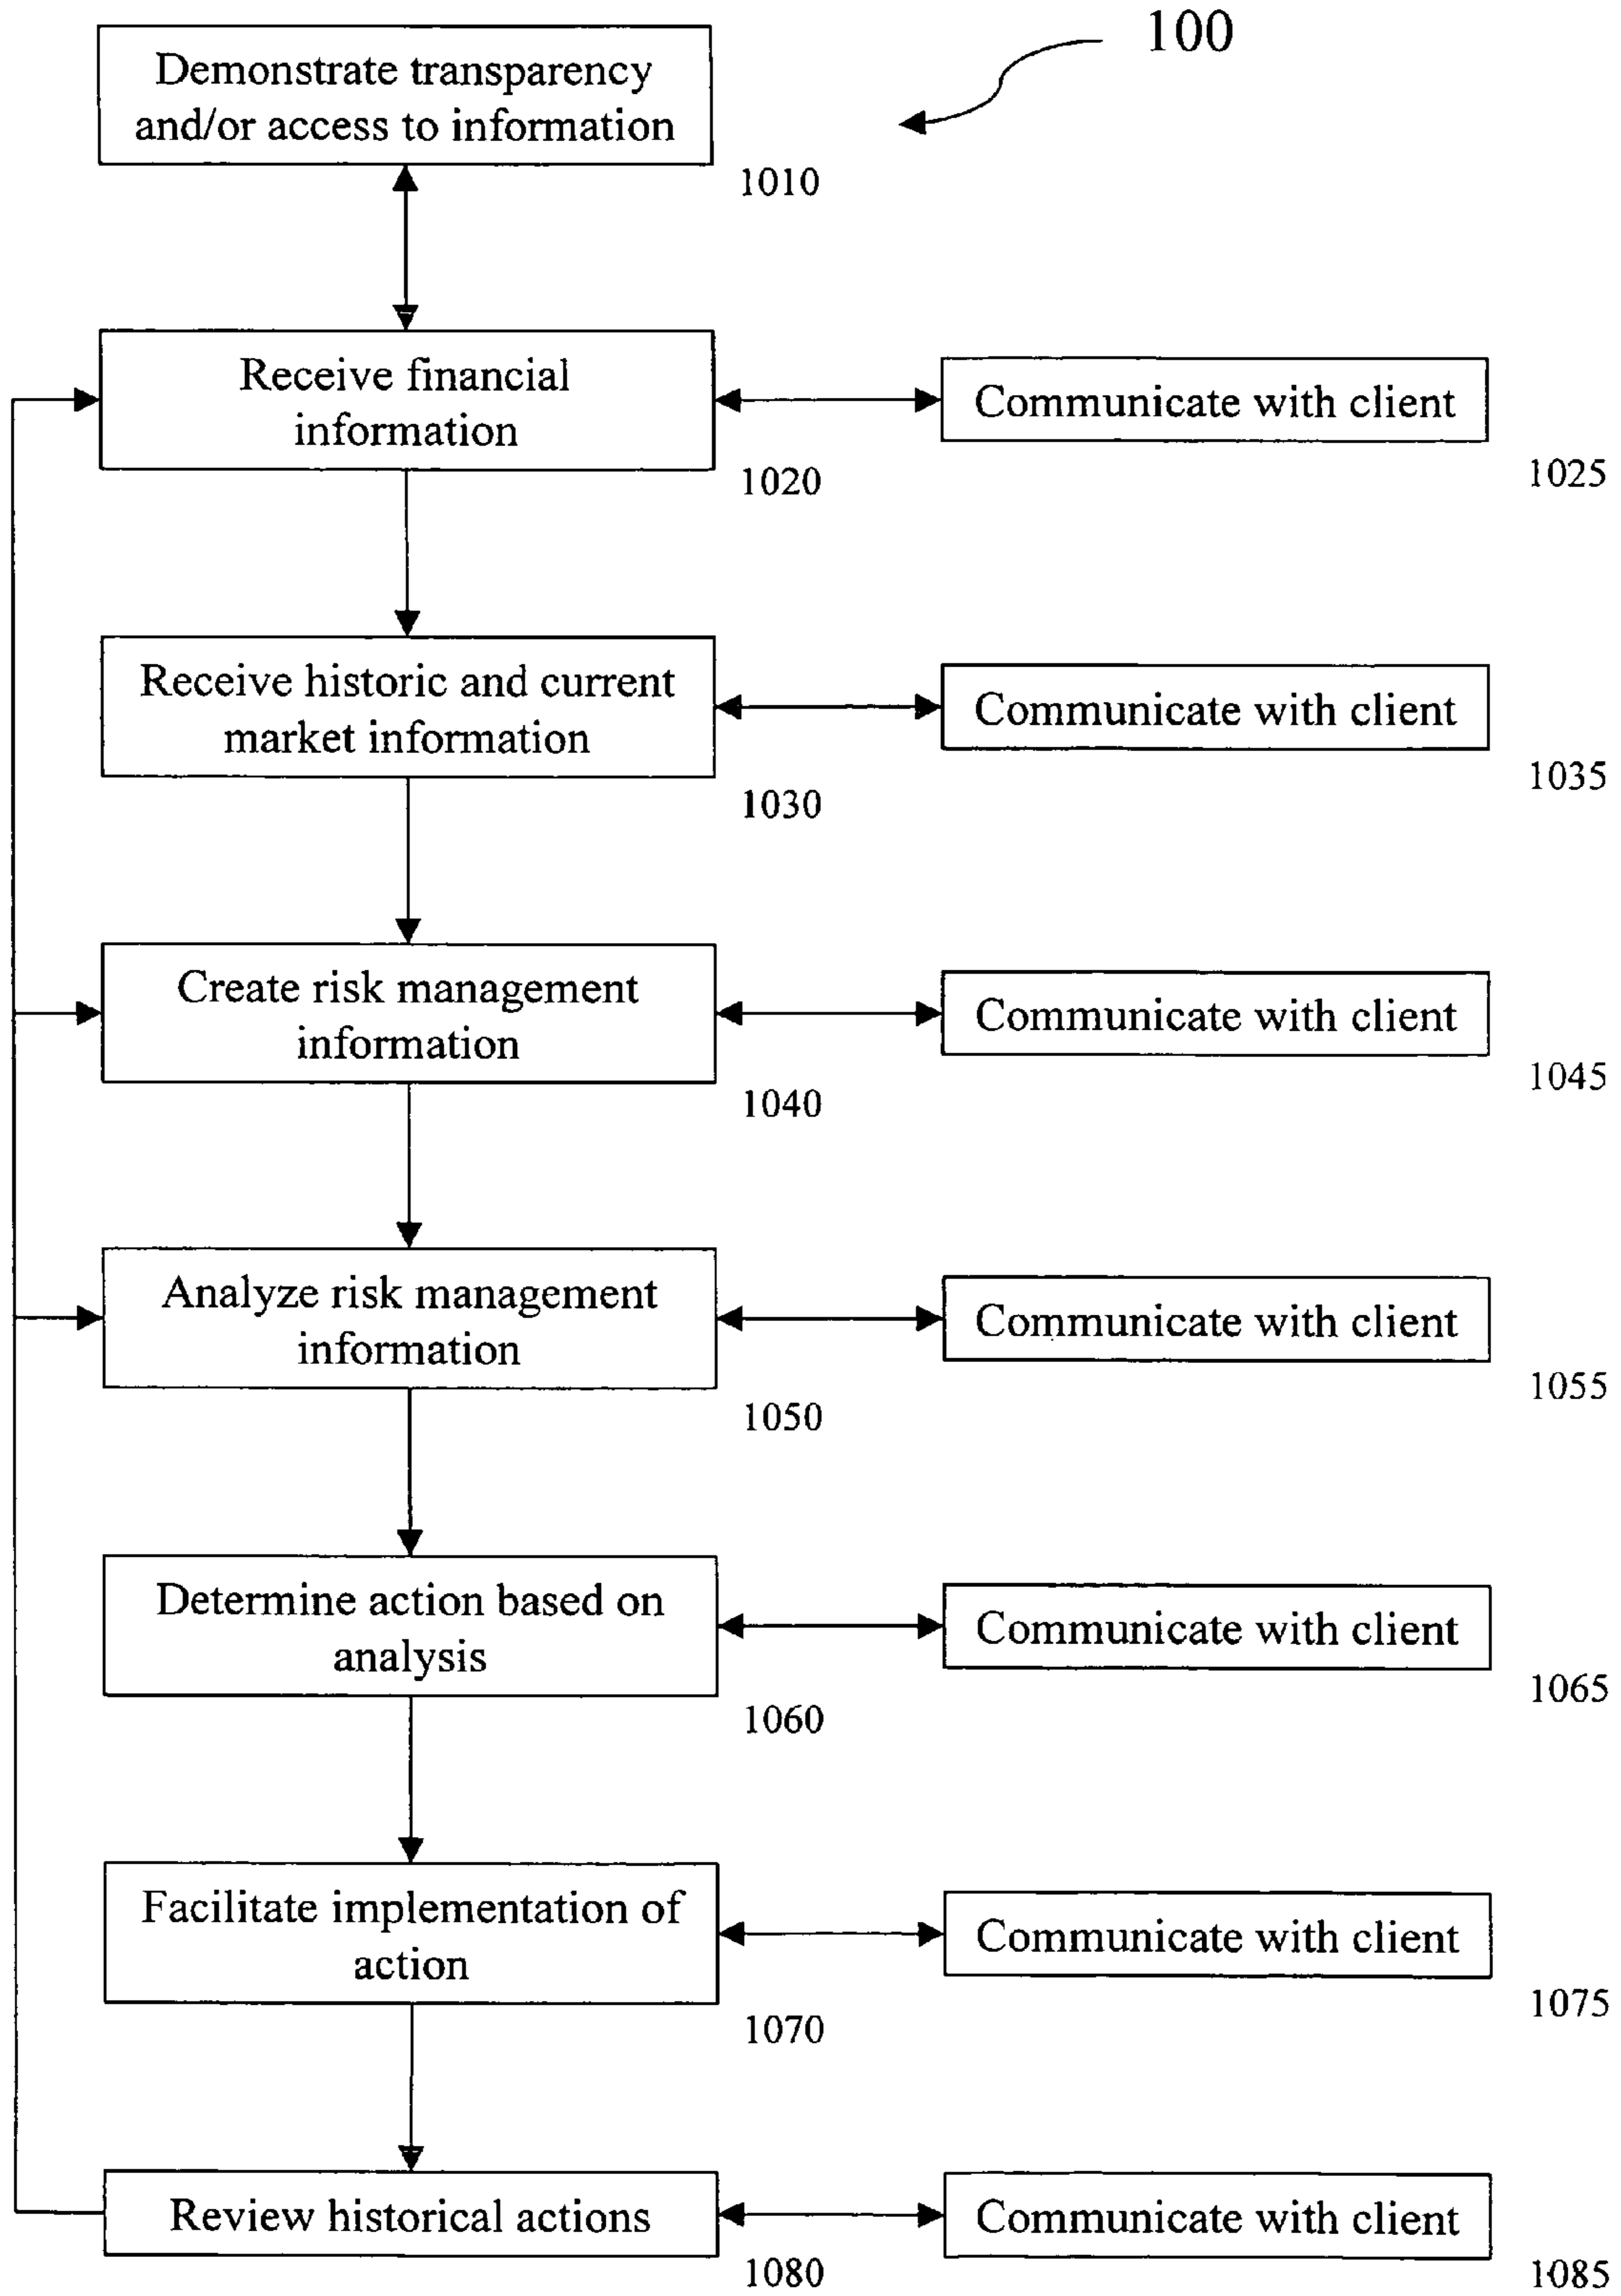 100
Demonstrate transparency
and/or access to information
1010
Receive financial
information
1020
Communicate with client
1025
Receive historic and current
market information
1030
Communicate with client
1035
Create risk management
information
1040
Communicate with client
1045
Analyze risk management
information
1050
Communicate with client
1055
Determine action based on
analysis
1060
Communicate with client
1065
Facilitate implementation of
action
1070
Communicate with client
1075
Review historical actions
1080
Communicate with client
1085